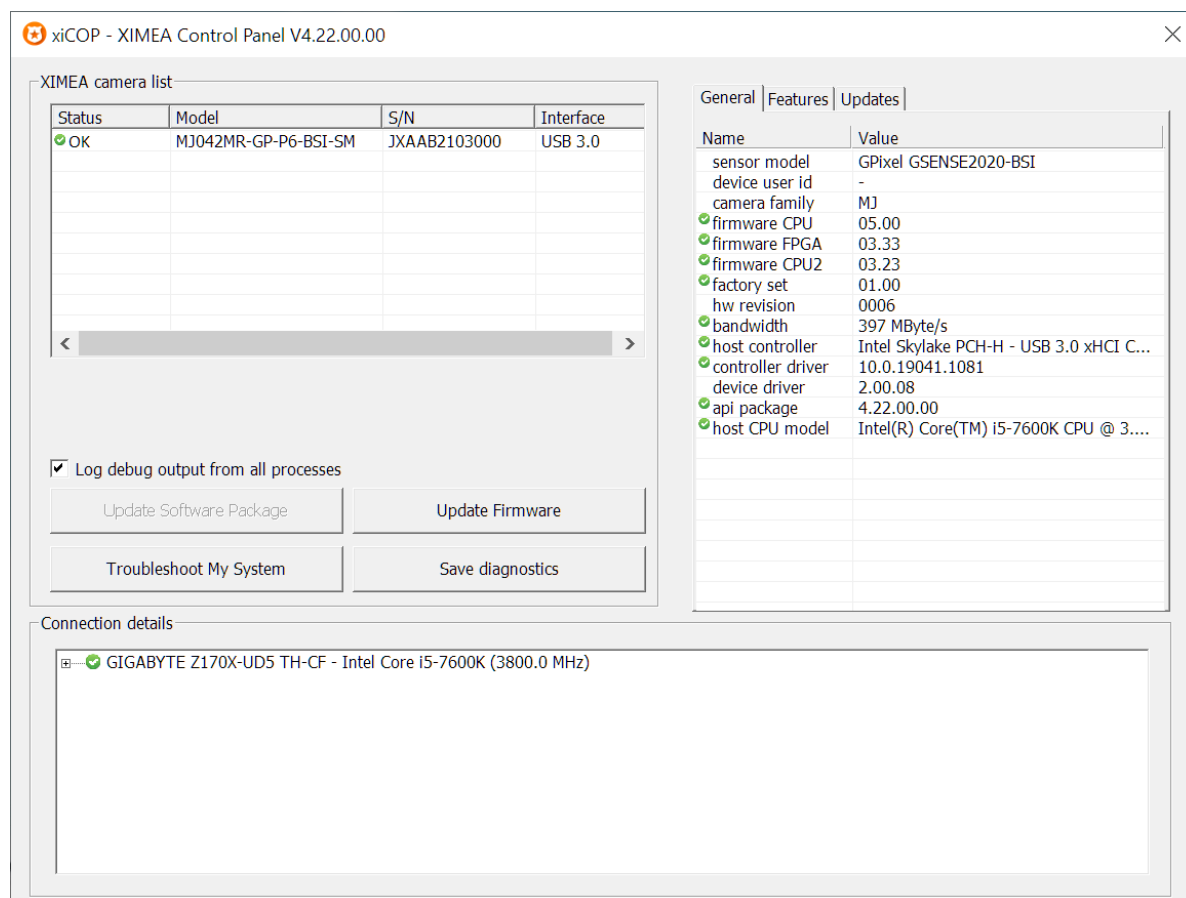 xiCOP - XIMEA Control Panel V4.22.00.00
XIMEA camera list
Status Model S/N Interface
OK MJ042MR-GP-P6-BSI-SM JXAAB2103000 USB 3.0
Log debug output from all processes
Update Software Package Update Firmware
Troubleshoot My System Save diagnostics
General Features Updates
Name Value
sensor model GPixel GSENSE2020-BSI
device user id -
camera family MJ
firmware CPU 05.00
firmware FPGA 03.33
firmware CPU2 03.23
factory set 01.00
hw revision 0006
bandwidth 397 MByte/s
host controller Intel Skylake PCH-H - USB 3.0 xHCI C...
controller driver 10.0.19041.1081
device driver 2.00.08
api package 4.22.00.00
host CPU model Intel(R) Core(TM) i5-7600K CPU @ 3....
Connection details
GIGABYTE Z170X-UD5 TH-CF - Intel Core i5-7600K (3800.0 MHz)